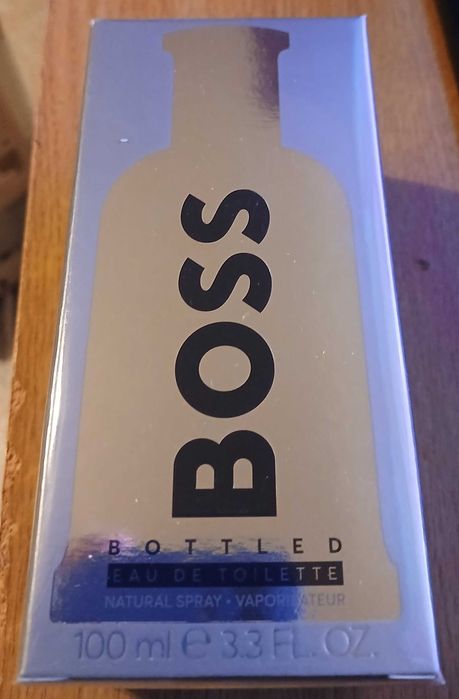 BOSS
BOTTLED
EAU DE TOILETTE
NATURAL SPRAY • VAPORISATEUR
100 ml ℮ 3.3 FL. OZ.